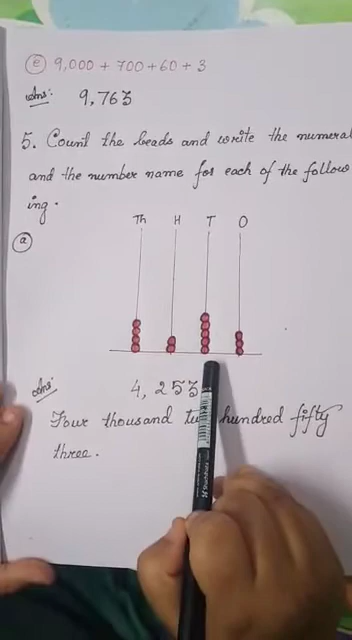 (e) 9,000 + 700 + 60 + 3
Ans: 9,763
5. Count the beads and write the numeral
and the number name for each of the follow
ing.
Th H T O
(a)
Ans: 4,253
Four thousand hundred fifty
three.